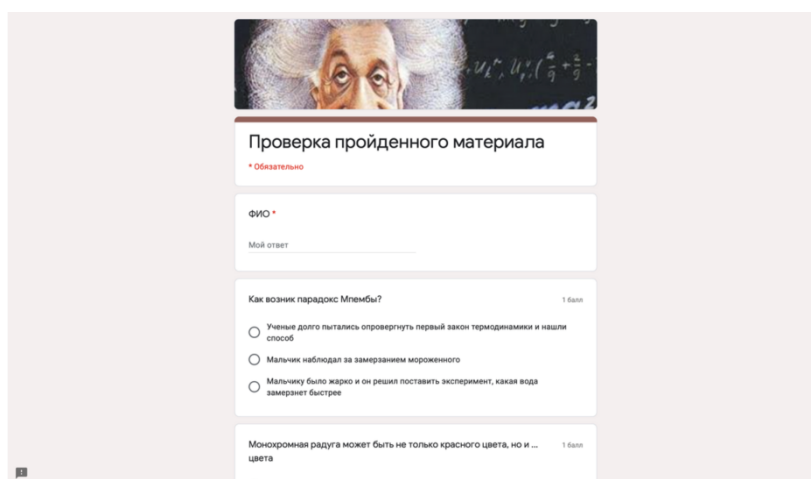 Проверка пройденного материала
* Обязательно
ФИО *
Мой ответ
Как возник парадокс Мпембы?
1 балл
Ученые долго пытались опровергнуть первый закон термодинамики и нашли
способ
Мальчик наблюдал за замерзанием мороженного
Мальчику было жарко и он решил поставить эксперимент, какая вода
замерзнет быстрее
Монохромная радуга может быть не только красного цвета, но и ...
1 балл
цвета